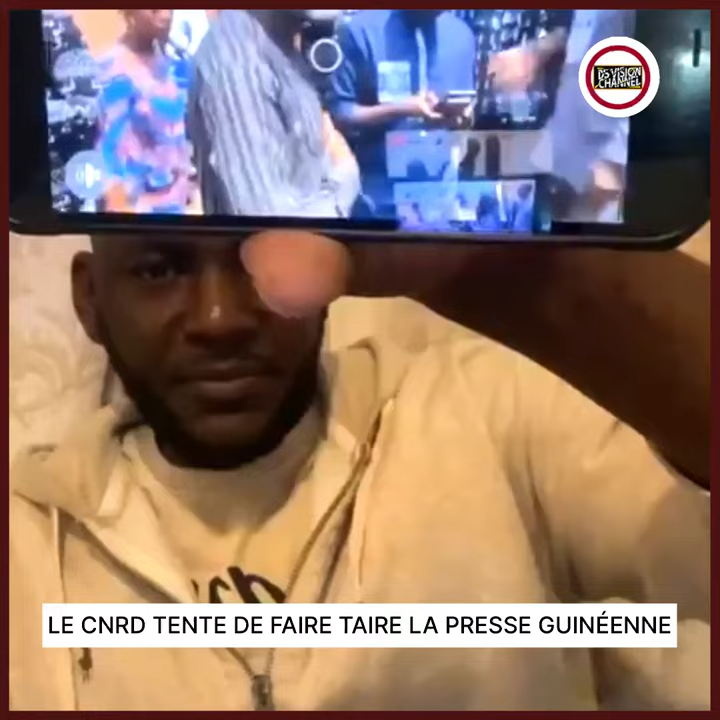 DS VISION
CHANNEL
LE CNRD TENTE DE FAIRE TAIRE LA PRESSE GUINÉENNE